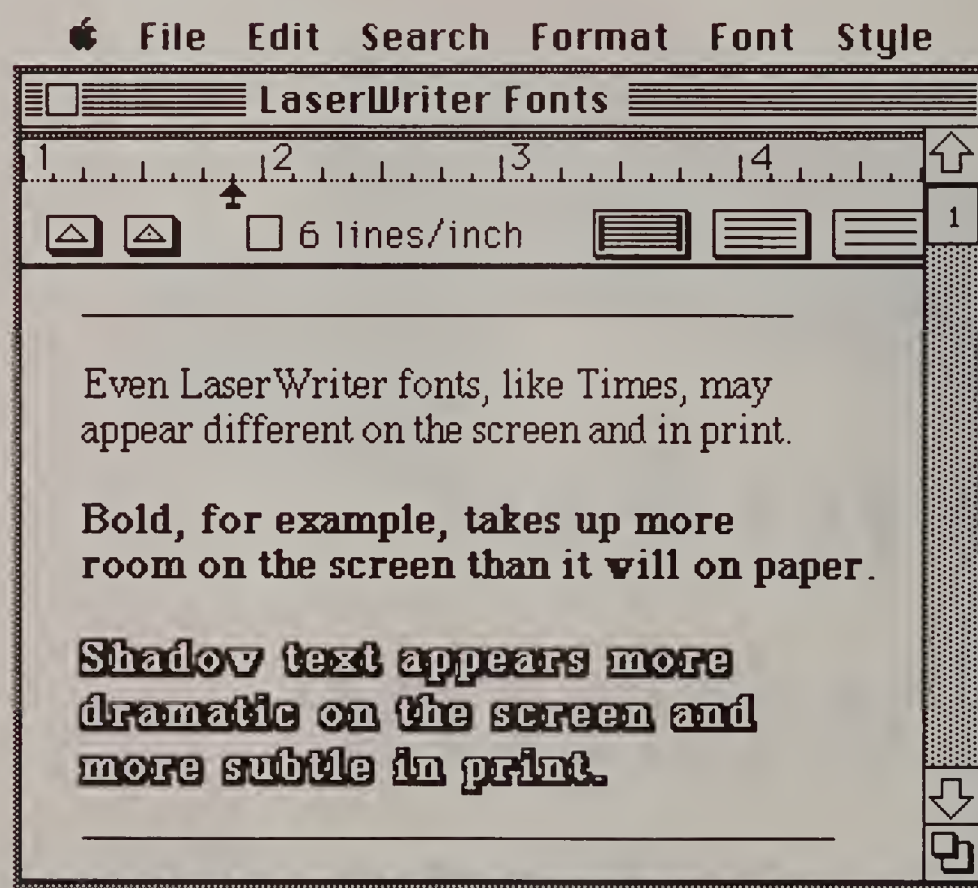 File Edit Search Format Font Style
LaserWriter Fonts
1 2 3 4
6 lines/inch
1
Even LaserWriter fonts, like Times, may
appear different on the screen and in print.
Bold, for example, takes up more
room on the screen than it will on paper.
Shadow text appears more
dramatic on the screen and
more subtle in print.